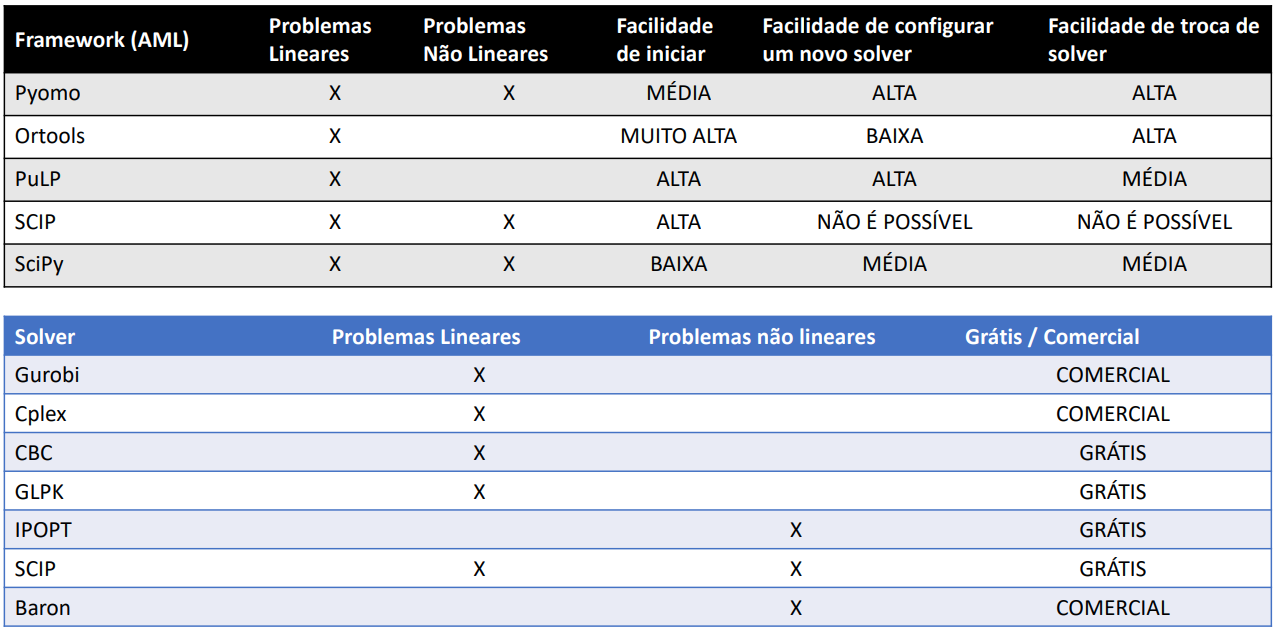 Framework (AML) Problemas Lineares Problemas Não Lineares Facilidade de iniciar Facilidade de configurar um novo solver Facilidade de troca de solver
Pyomo X X MÉDIA ALTA ALTA
Ortools X MUITO ALTA BAIXA ALTA
PuLP X ALTA ALTA MÉDIA
SCIP X X ALTA NÃO É POSSÍVEL NÃO É POSSÍVEL
SciPy X X BAIXA MÉDIA MÉDIA
Solver Problemas Lineares Problemas não lineares Grátis / Comercial
Gurobi X COMERCIAL
Cplex X COMERCIAL
CBC X GRÁTIS
GLPK X GRÁTIS
IPOPT X GRÁTIS
SCIP X X GRÁTIS
Baron X COMERCIAL